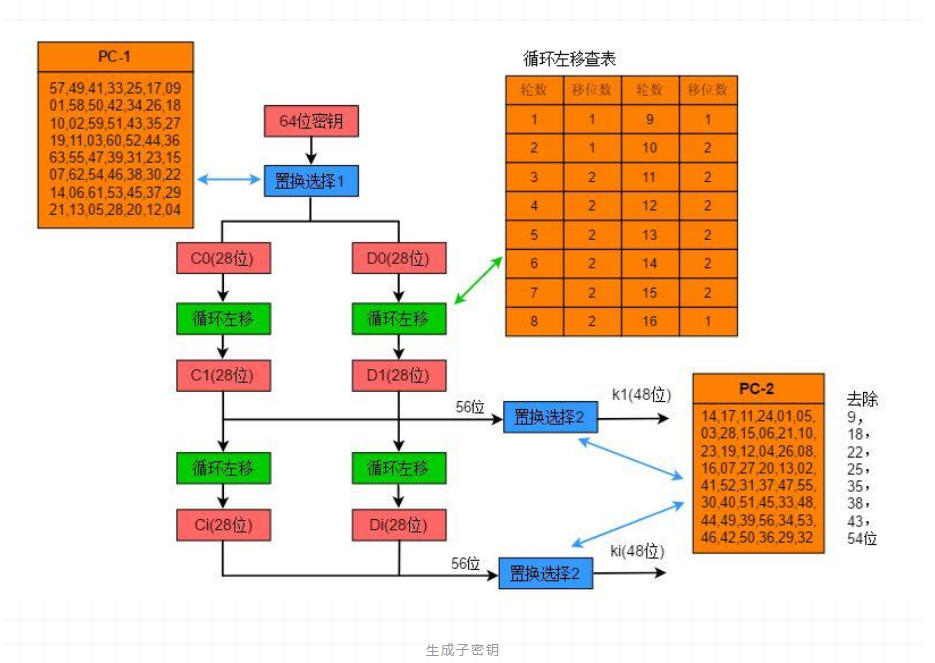 PC-1
57,49,41,33,25,17,09
01,58,50,42,34,26,18
10,02,59,51,43,35,27
19,11,03,60,52,44,36
63,55,47,39,31,23,15
07,62,54,46,38,30,22
14,06,61,53,45,37,29
21,13,05,28,20,12,04
64位密钥
置换选择1
C0(28位)
D0(28位)
循环左移
循环左移
C1(28位)
D1(28位)
56位
置换选择2
k1(48位)
循环左移
循环左移
Ci(28位)
Di(28位)
56位
置换选择2
ki(48位)
循环左移查表
轮数 移位数 轮数 移位数
1 1 9 1
2 1 10 2
3 2 11 2
4 2 12 2
5 2 13 2
6 2 14 2
7 2 15 2
8 2 16 1
PC-2
14,17,11,24,01,05,
03,28,15,06,21,10,
23,19,12,04,26,08,
16,07,27,20,13,02,
41,52,31,37,47,55,
30,40,51,45,33,48,
44,49,39,56,34,53,
46,42,50,36,29,32
去除
9，
18，
22，
25，
35，
38，
43，
54位
生成子密钥